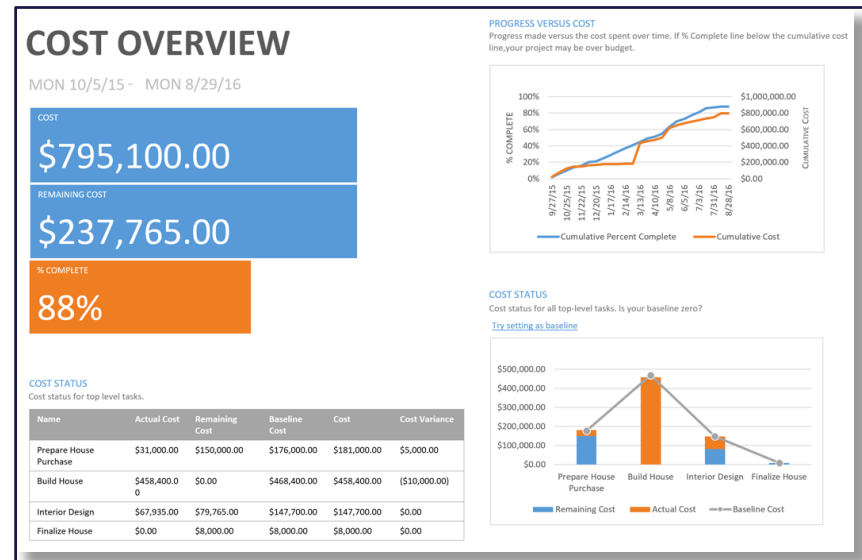 COST OVERVIEW
MON 10/5/15 - MON 8/29/16
COST
$795,100.00
REMAINING COST
$237,765.00
% COMPLETE
88%
COST STATUS
Cost status for top level tasks.
Name Actual Cost Remaining Cost Baseline Cost Cost Cost Variance
Prepare House Purchase $31,000.00 $150,000.00 $176,000.00 $181,000.00 $5,000.00
Build House $458,400.00 $0.00 $468,400.00 $458,400.00 ($10,000.00)
Interior Design $67,935.00 $79,765.00 $147,700.00 $147,700.00 $0.00
Finalize House $0.00 $8,000.00 $8,000.00 $8,000.00 $0.00
PROGRESS VERSUS COST
Progress made versus the cost spent over time. If % Complete line below the cumulative cost
line,your project may be over budget.
% COMPLETE
100%
80%
60%
40%
20%
0%
$1,000,000.00
$800,000.00
$600,000.00
$400,000.00
$200,000.00
$0.00
CUMULATIVE COST
9/27/15
10/25/15
11/22/15
12/20/15
1/17/16
2/14/16
3/13/16
4/10/16
5/8/16
6/5/16
7/3/16
7/31/16
8/28/16
Cumulative Percent Complete Cumulative Cost
COST STATUS
Cost status for all top-level tasks. Is your baseline zero?
Try setting as baseline
$500,000.00
$400,000.00
$300,000.00
$200,000.00
$100,000.00
$0.00
Prepare House Purchase
Build House
Interior Design
Finalize House
Remaining Cost Actual Cost Baseline Cost